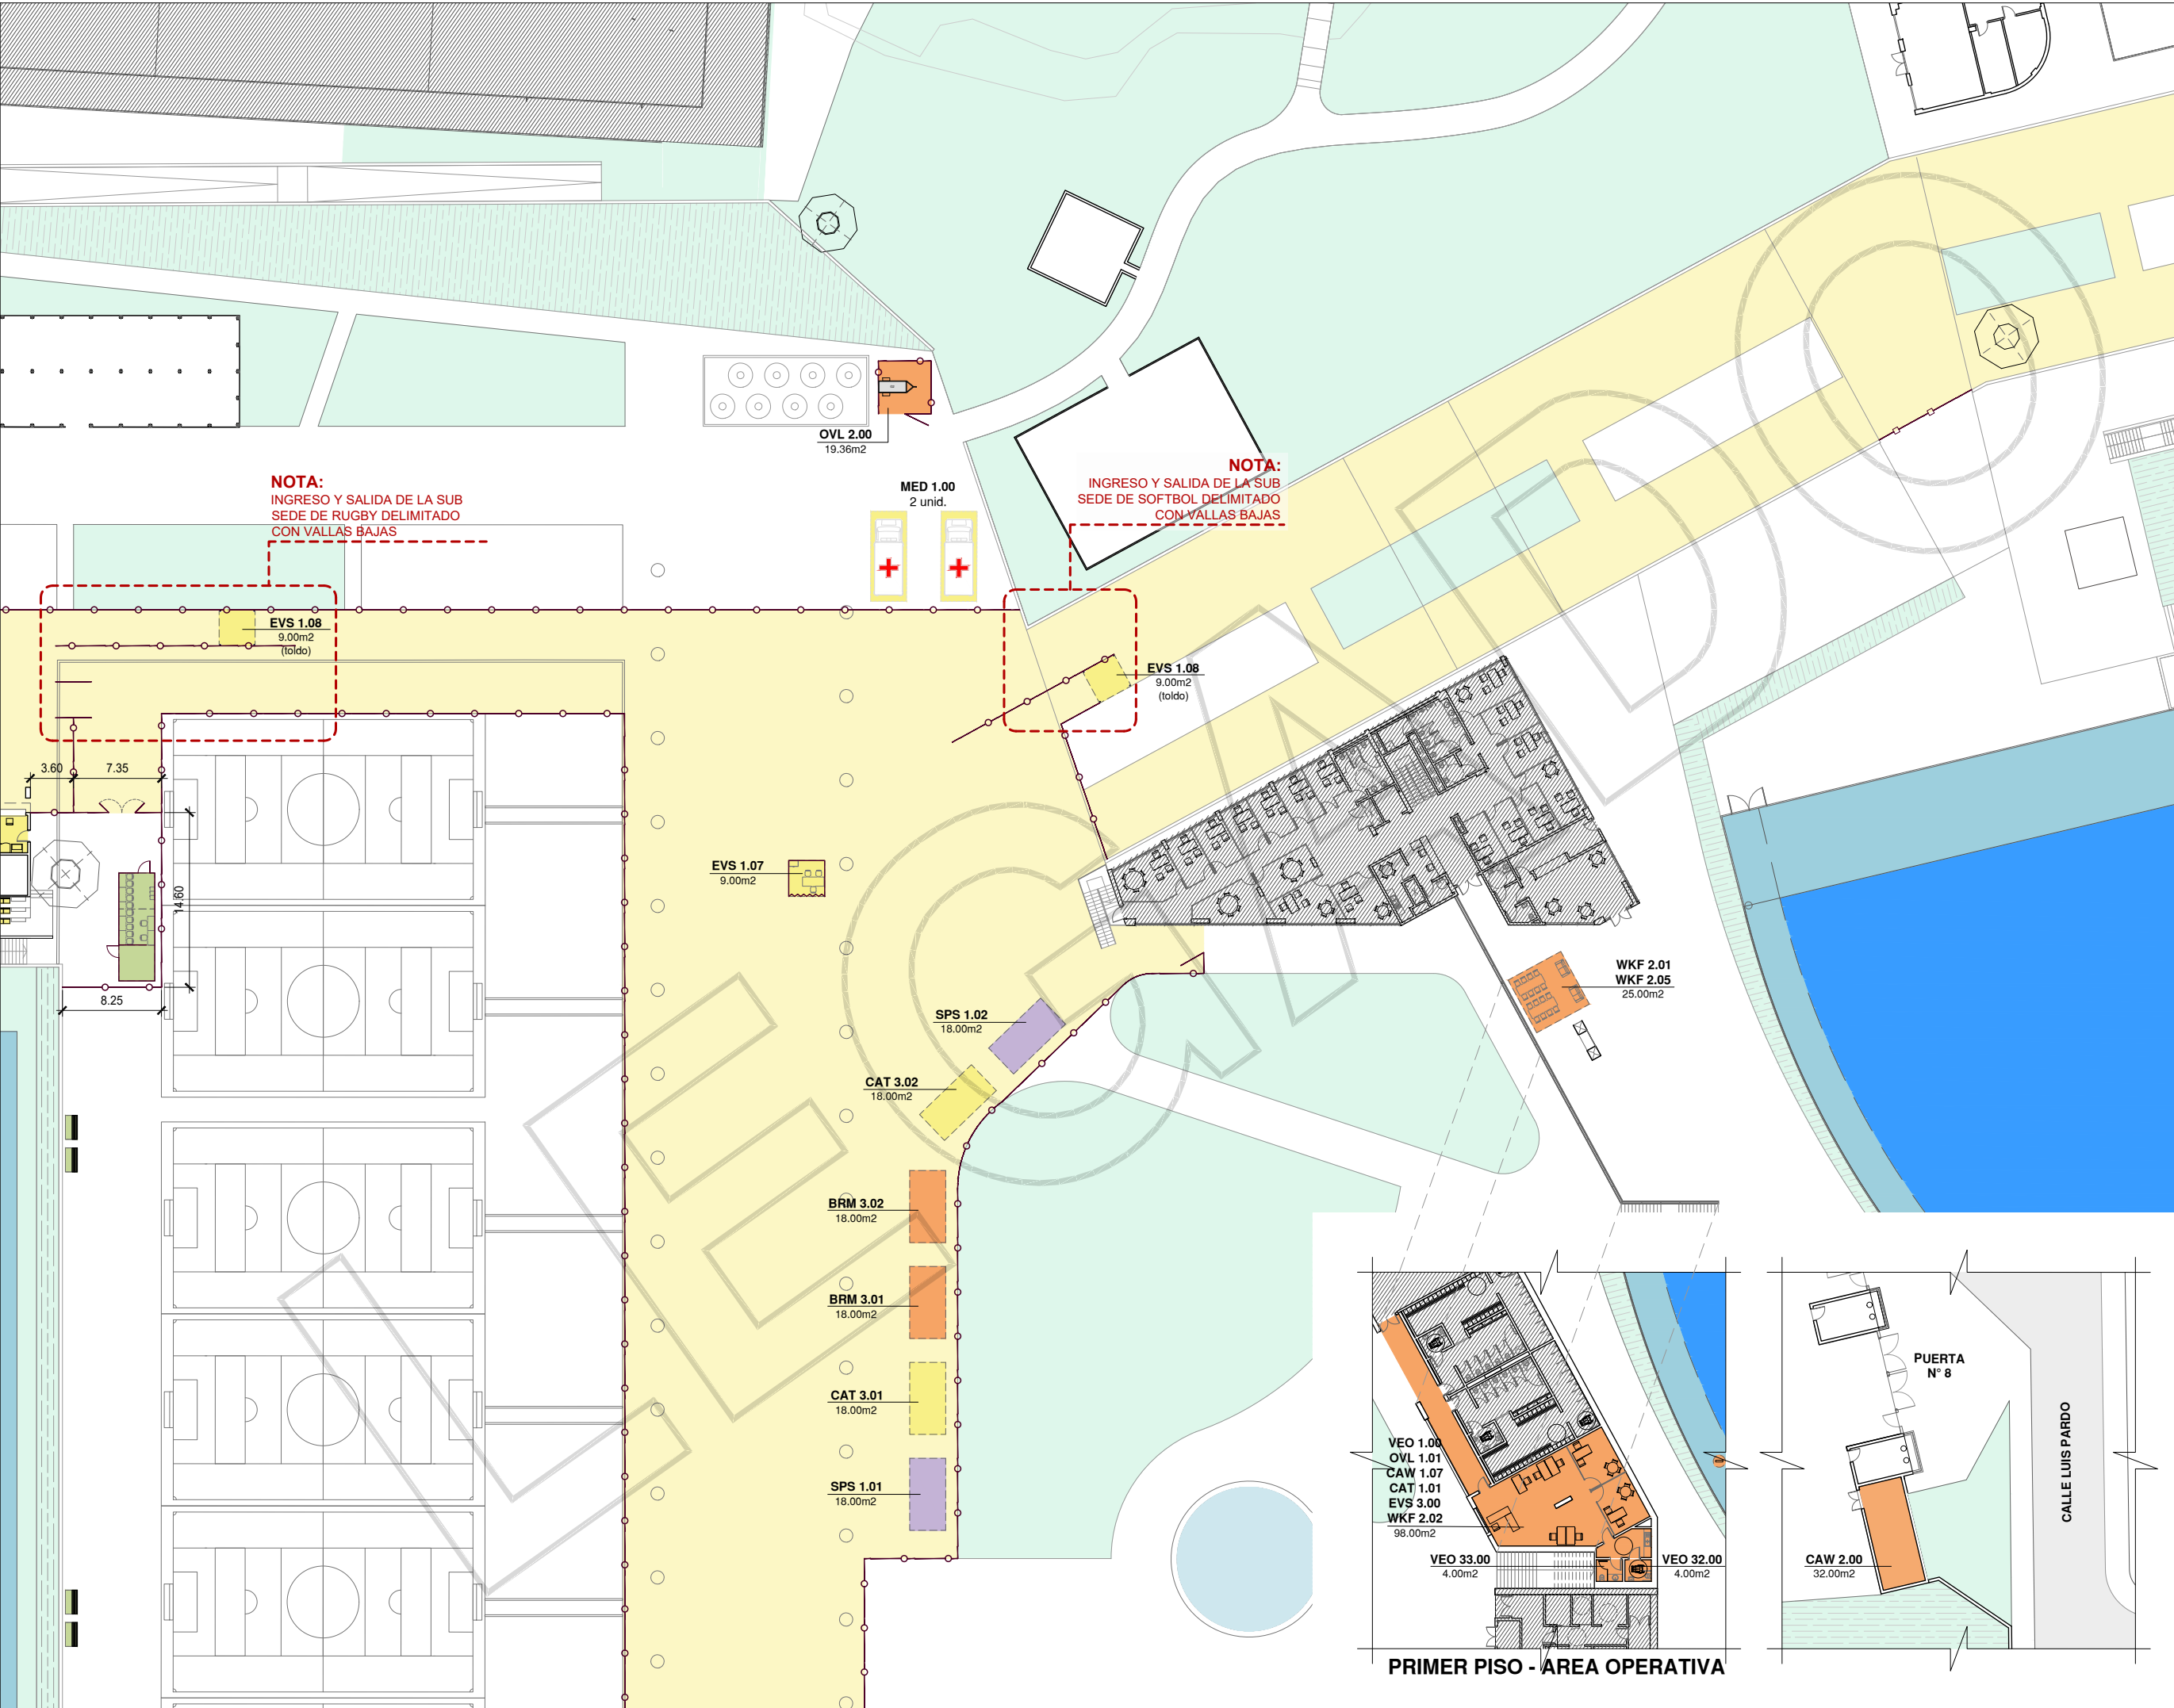 OVL 2.00
19.36m2
NOTA:
INGRESO Y SALIDA DE LA SUB
SEDE DE RUGBY DELIMITADO
CON VALLAS BAJAS
MED 1.00
2 unid.
NOTA:
INGRESO Y SALIDA DE LA SUB
SEDE DE SOFTBOL DELIMITADO
CON VALLAS BAJAS
EVS 1.08
9.00m2
(toldo)
EVS 1.08
9.00m2
(toldo)
3.60
7.35
14.60
8.25
EVS 1.07
9.00m2
WKF 2.01
WKF 2.05
25.00m2
SPS 1.02
18.00m2
CAT 3.02
18.00m2
BRM 3.02
18.00m2
BRM 3.01
18.00m2
CAT 3.01
18.00m2
SPS 1.01
18.00m2
VEO 1.00
OVL 1.01
CAW 1.07
CAT 1.01
EVS 3.00
WKF 2.02
98.00m2
VEO 33.00
4.00m2
VEO 32.00
4.00m2
PRIMER PISO - AREA OPERATIVA
PUERTA
N° 8
CALLE LUIS PARDO
CAW 2.00
32.00m2